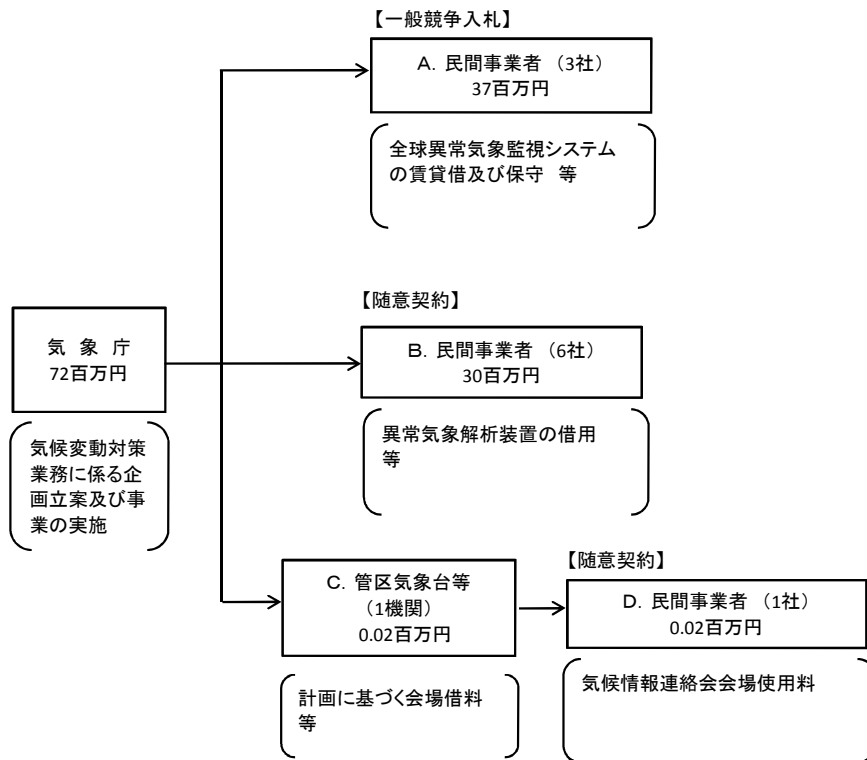 【一般競争入札】
A. 民間事業者 （3社）
37百万円
全球異常気象監視システム
の賃貸借及び保守 等
【随意契約】
気 象 庁
72百万円
B. 民間事業者 （6社）
30百万円
気候変動対策
業務に係る企
画立案及び事
業の実施
異常気象解析装置の借用
等
【随意契約】
C. 管区気象台等
（1機関）
0.02百万円
D. 民間事業者 （1社）
0.02百万円
計画に基づく会場借料
等
気候情報連絡会会場使用料